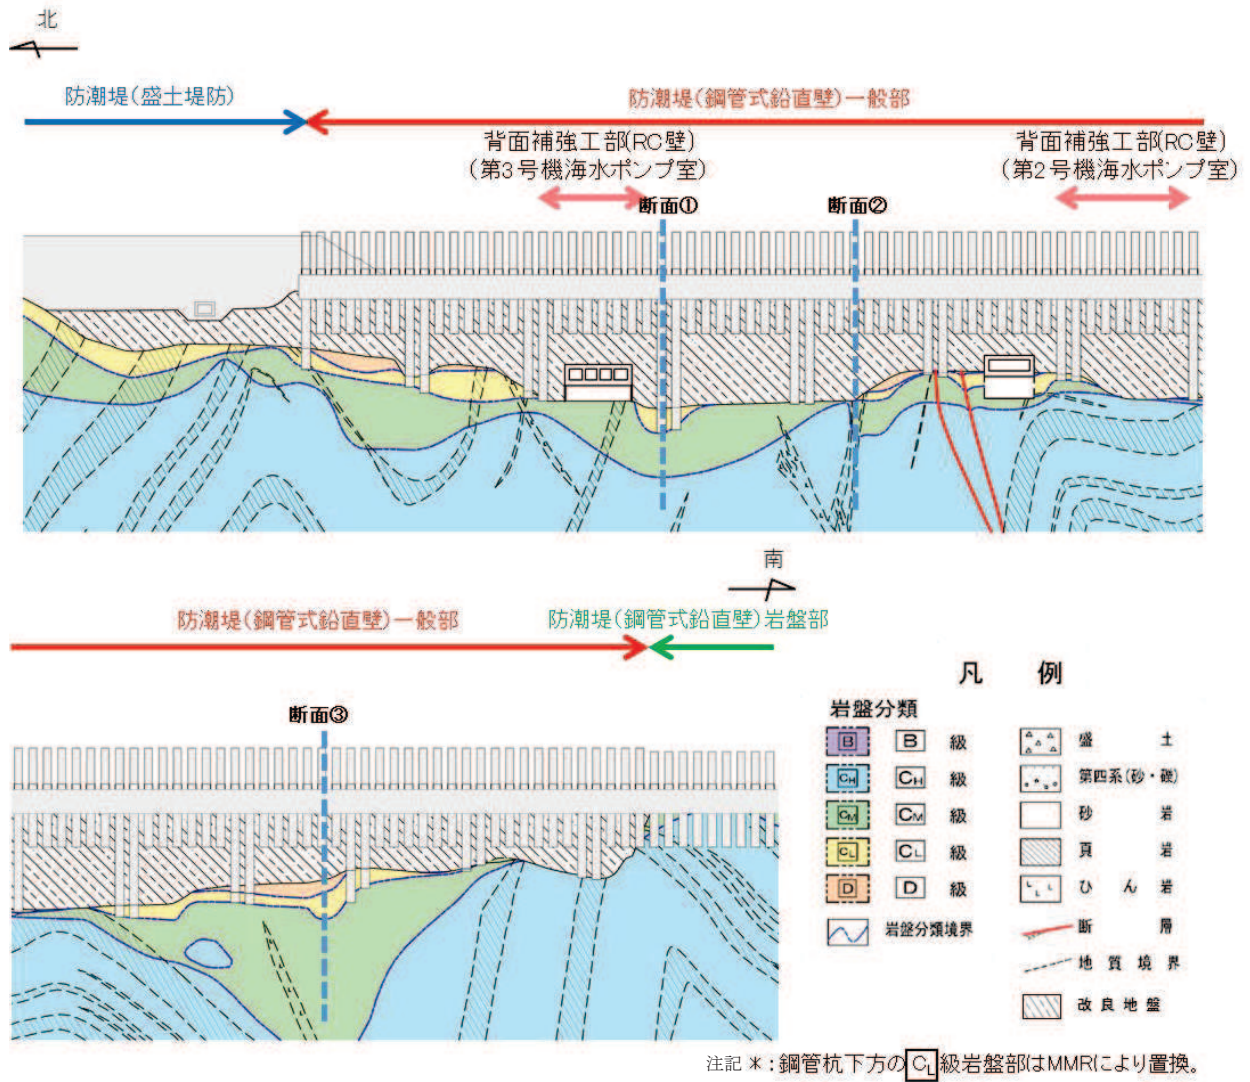 北
防潮堤(盛土堤防)
防潮堤(鋼管式鉛直壁)一般部
背面補強工部(RC壁)
(第3号機海水ポンプ室)
背面補強工部(RC壁)
(第2号機海水ポンプ室)
断面①
断面②
南
防潮堤(鋼管式鉛直壁)一般部
防潮堤(鋼管式鉛直壁)岩盤部
断面③
凡 例
岩盤分類
B B 級
CH CH 級
CM CM 級
CL CL 級
D D 級
岩盤分類境界
盛 土
第四系(砂・礫)
砂 岩
頁 岩
ひ ん 岩
断 層
地 質 境 界
改 良 地 盤
注記 *:鋼管杭下方のCL級岩盤部はMMRにより置換。